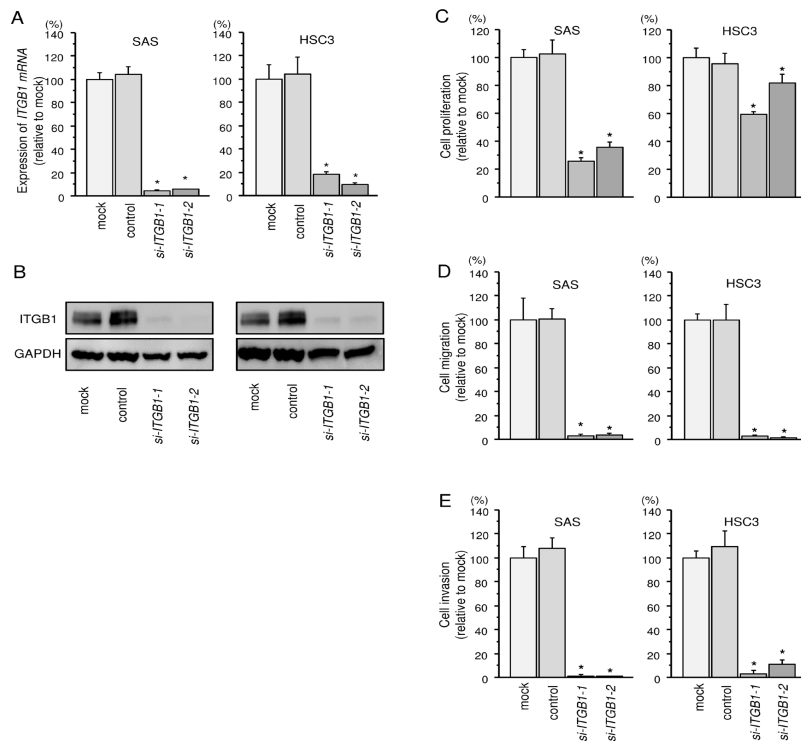 A
(%)
SAS
(%)
HSC3
Expression of ITGB1 mRNA
(relative to mock)
140
120
100
80
60
40
20
0
* *
140
120
100
80
60
40
20
0
* *
mock
control
si-ITGB1-1
si-ITGB1-2
mock
control
si-ITGB1-1
si-ITGB1-2
B
ITGB1
GAPDH
mock
control
si-ITGB1-1
si-ITGB1-2
mock
control
si-ITGB1-1
si-ITGB1-2
C
(%)
SAS
(%)
HSC3
Cell proliferation
(relative to mock)
120
100
80
60
40
20
0
* *
120
100
80
60
40
20
0
* *
D
(%)
SAS
(%)
HSC3
Cell migration
(relative to mock)
140
120
100
80
60
40
20
0
* *
140
120
100
80
60
40
20
0
* *
E
(%)
SAS
(%)
HSC3
Cell invasion
(relative to mock)
140
120
100
80
60
40
20
0
* *
140
120
100
80
60
40
20
0
* *
mock
control
si-ITGB1-1
si-ITGB1-2
mock
control
si-ITGB1-1
si-ITGB1-2